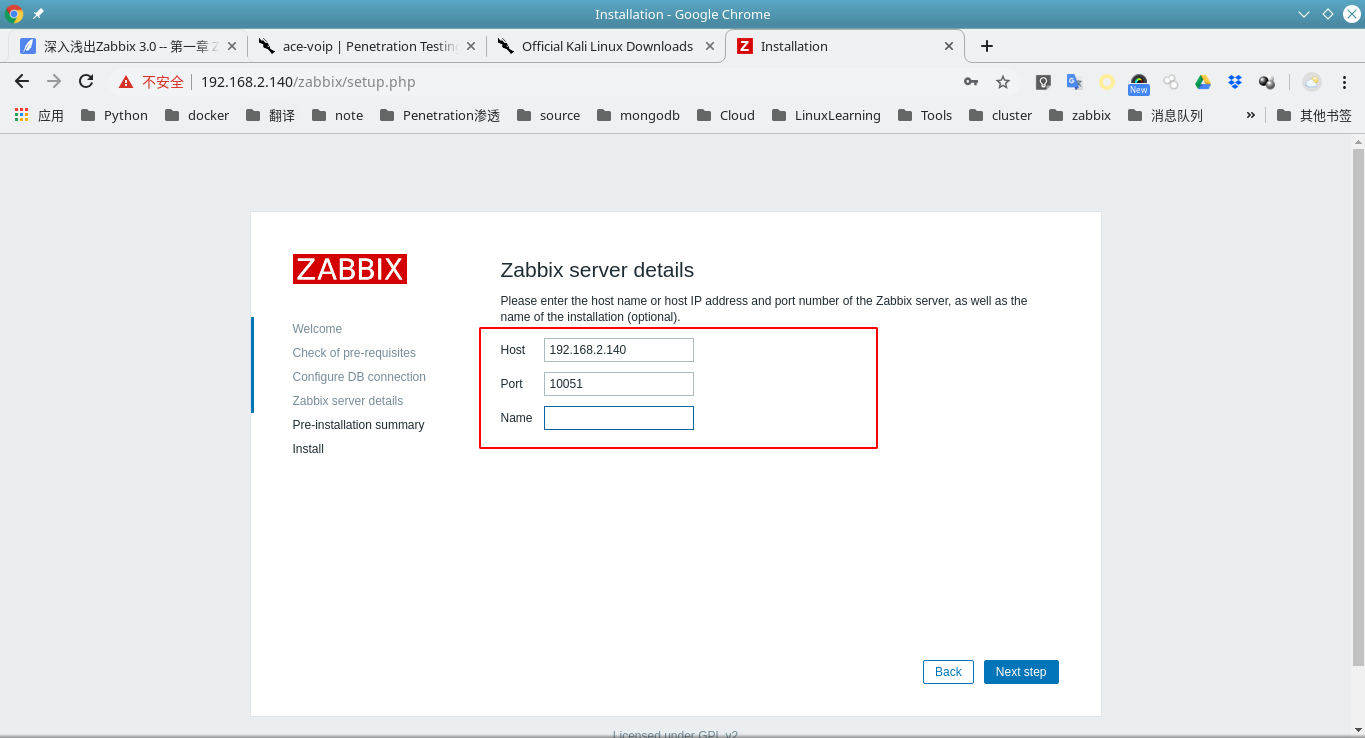 Installation - Google Chrome
深入浅出Zabbix 3.0 -- 第一章 Z
ace-voip | Penetration Testing
Official Kali Linux Downloads
Installation
不安全 192.168.2.140/zabbix/setup.php
New
应用 Python docker 翻译 note Penetration渗透 source mongodb Cloud LinuxLearning Tools cluster zabbix 消息队列 » 其他书签
ZABBIX
Welcome
Check of pre-requisites
Configure DB connection
Zabbix server details
Pre-installation summary
Install
Zabbix server details
Please enter the host name or host IP address and port number of the Zabbix server, as well as the
name of the installation (optional).
Host 192.168.2.140
Port 10051
Name
Back Next step
Licensed under GPL v2